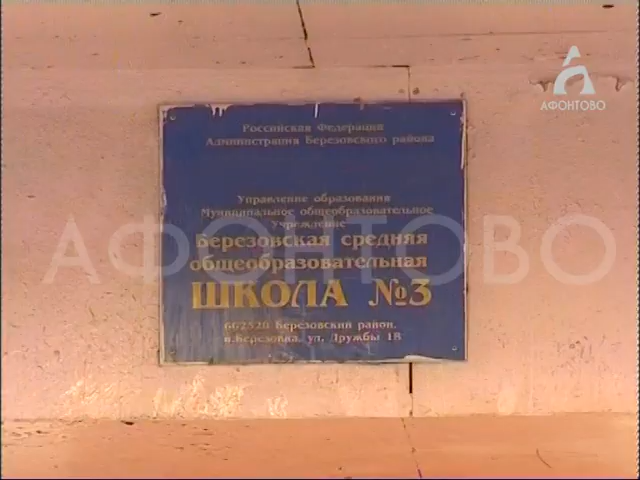 АФОНТОВО
Российская Федерация
Администрация Березовского района
Управление образования
Муниципальное общеобразовательное
Учреждение
Березовская средняя
общеобразовательная
ШКОЛА №3
662520 Березовский район,
п.Березовка, ул. Дружбы 1В
АФОНТОВО